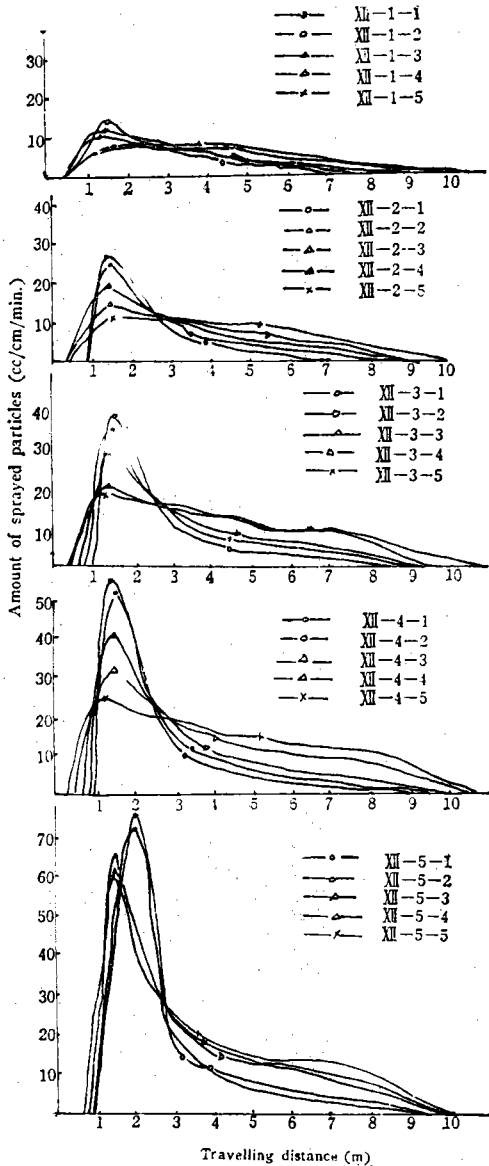 XII-1-1
XII-1-2
XII-1-3
XII-1-4
XII-1-5
30
20
10
1 2 3 4 5 6 7 8 9 10
XII-2-1
XII-2-2
XII-2-3
XII-2-4
XII-2-5
40
30
20
10
1 2 3 4 5 6 7 8 9 10
XII-3-1
XII-3-2
XII-3-3
XII-3-4
XII-3-5
40
30
20
10
1 2 3 4 5 6 7 8 9 10
XII-4-1
XII-4-2
XII-4-3
XII-4-4
XII-4-5
50
40
30
20
10
1 2 3 4 5 6 7 8 9 10
XII-5-1
XII-5-2
XII-5-3
XII-5-4
XII-5-5
70
60
50
40
30
20
10
1 2 3 4 5 6 7 8 9 10
Amount of sprayed particles (cc/cm/min.)
Travelling distance (m)